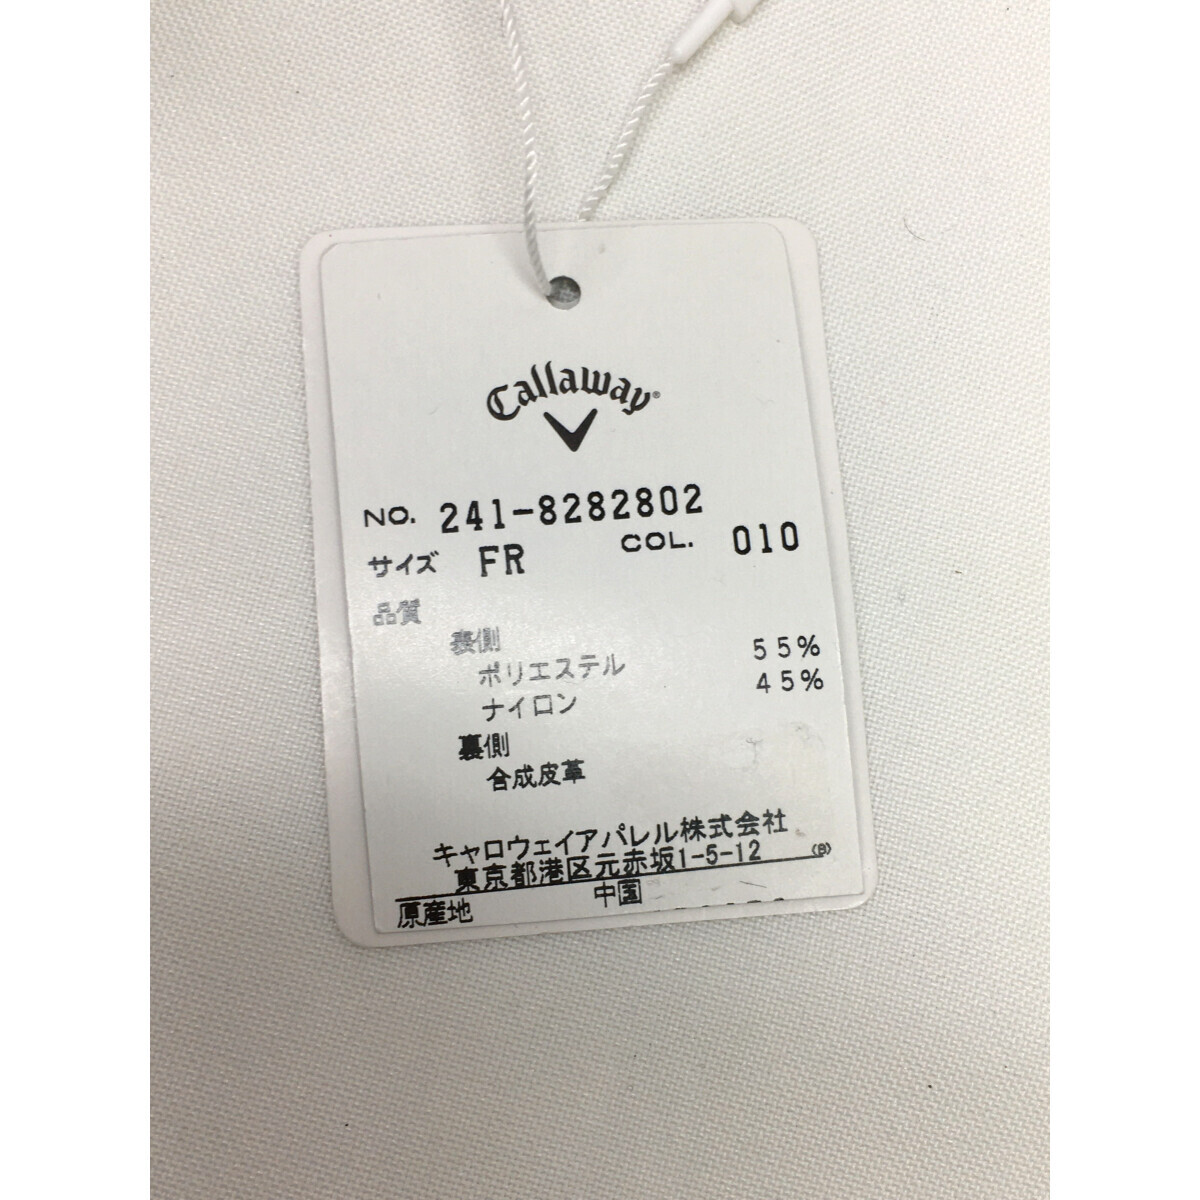 Callaway®
NO. 241-8282802
サイズ FR COL. 010
品質
表側
ポリエステル 55%
ナイロン 45%
裏側
合成皮革
キャロウェイアパレル株式会社
東京都港区元赤坂1-5-12 (B)
原産地 中国